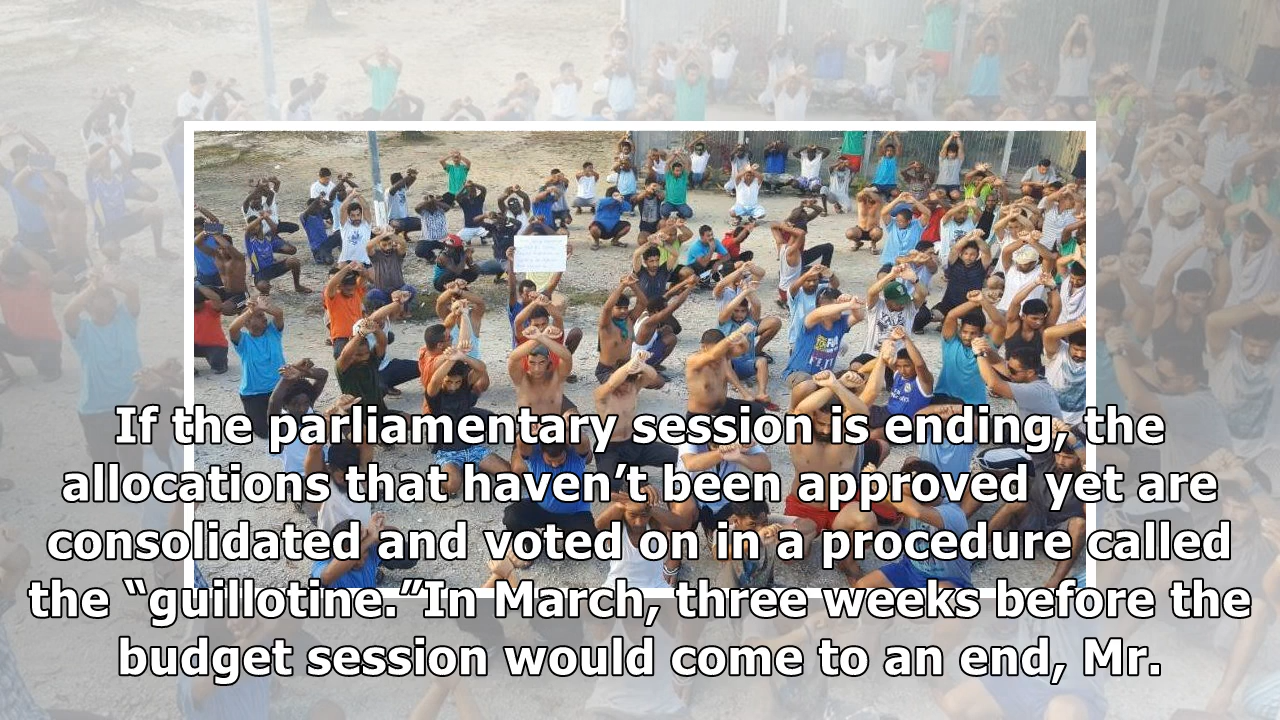 If the parliamentary session is ending, the
allocations that haven’t been approved yet are
consolidated and voted on in a procedure called
the “guillotine.”In March, three weeks before the
budget session would come to an end, Mr.